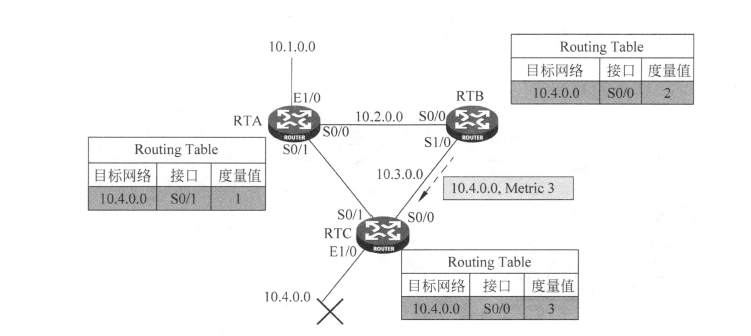 10.1.0.0
Routing Table
目标网络 接口 度量值
10.4.0.0 S0/0 2
E1/0
RTA
ROUTER
S0/0
S0/1
10.2.0.0
RTB
S0/0
ROUTER
S1/0
Routing Table
目标网络 接口 度量值
10.4.0.0 S0/1 1
10.3.0.0
10.4.0.0, Metric 3
S0/1
S0/0
RTC
ROUTER
E1/0
10.4.0.0
Routing Table
目标网络 接口 度量值
10.4.0.0 S0/0 3